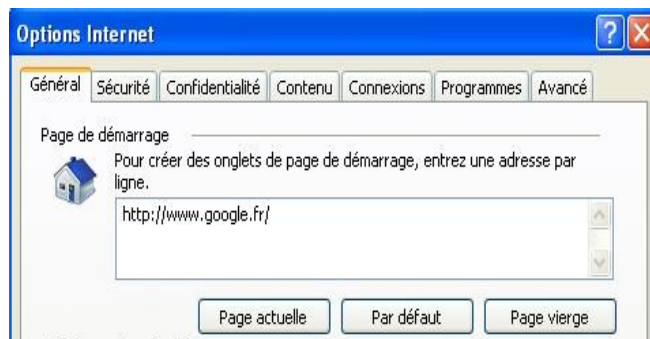 Options Internet
Général Sécurité Confidentialité Contenu Connexions Programmes Avancé
Page de démarrage
Pour créer des onglets de page de démarrage, entrez une adresse par
ligne.
http://www.google.fr/
Page actuelle Par défaut Page vierge